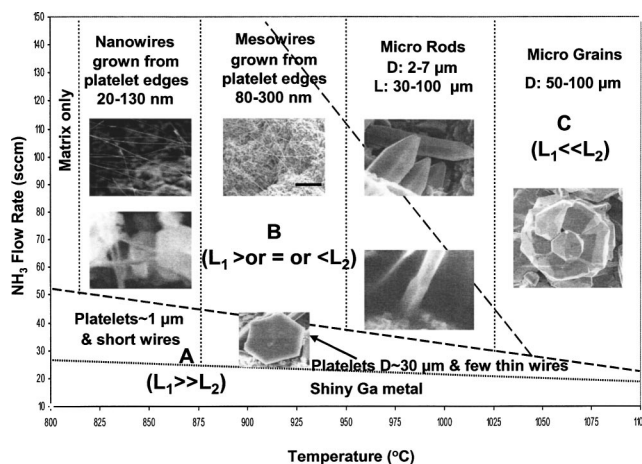 150
140
130
120
110
100
90
80
70
60
50
40
30
20
10
NH₃ Flow Rate (sccm)
Matrix only
Nanowires
grown from
platelet edges
20-130 nm
Mesowires
grown from
platelet edges
80-300 nm
Micro Rods
D: 2-7 µm
L: 30-100 µm
Micro Grains
D: 50-100 µm
C
(L₁<<L₂)
B
(L₁ >or = or <L₂)
Platelets~1 µm
& short wires
A
(L₁>>L₂)
Platelets D~30 µm & few thin wires
Shiny Ga metal
800 825 850 875 900 925 950 975 1000 1025 1050 1075 110
Temperature (°C)